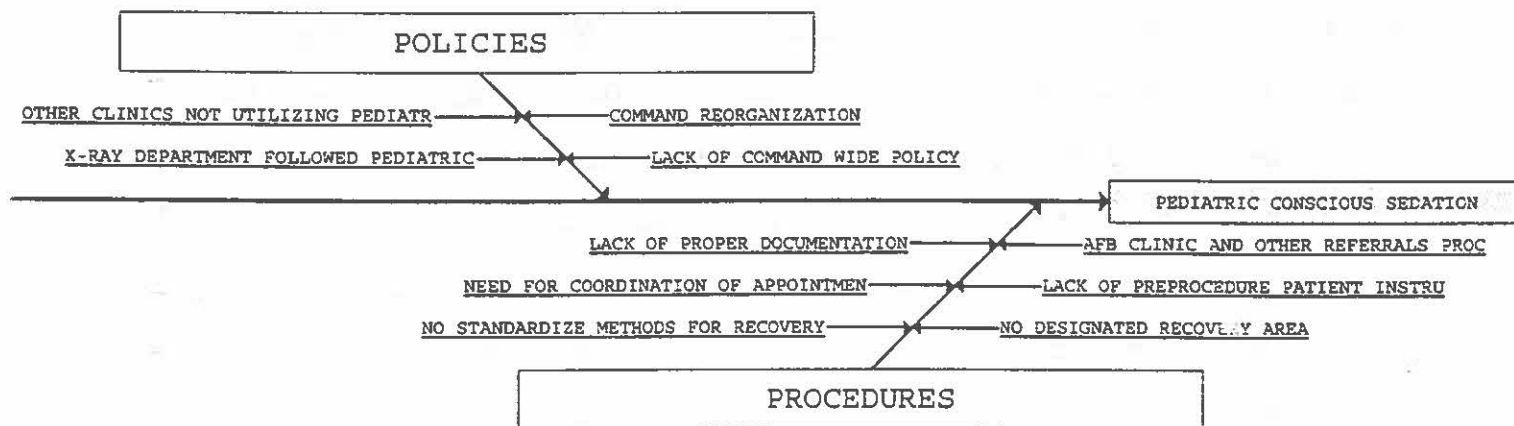 POLICIES
OTHER CLINICS NOT UTILIZING PEDIATR
COMMAND REORGANIZATION
X-RAY DEPARTMENT FOLLOWED PEDIATRIC
LACK OF COMMAND WIDE POLICY
PEDIATRIC CONSCIOUS SEDATION
LACK OF PROPER DOCUMENTATION
AFB CLINIC AND OTHER REFERRALS PROC
NEED FOR COORDINATION OF APPOINTMEN
LACK OF PREPROCEDURE PATIENT INSTRU
NO STANDARDIZE METHODS FOR RECOVERY
NO DESIGNATED RECOVERY AREA
PROCEDURES